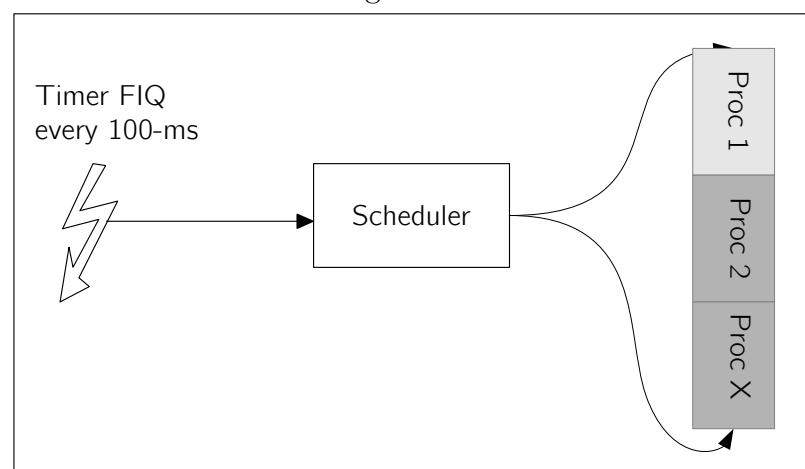 Timer FIQ
every 100-ms
Scheduler
Proc 1
Proc 2
Proc X